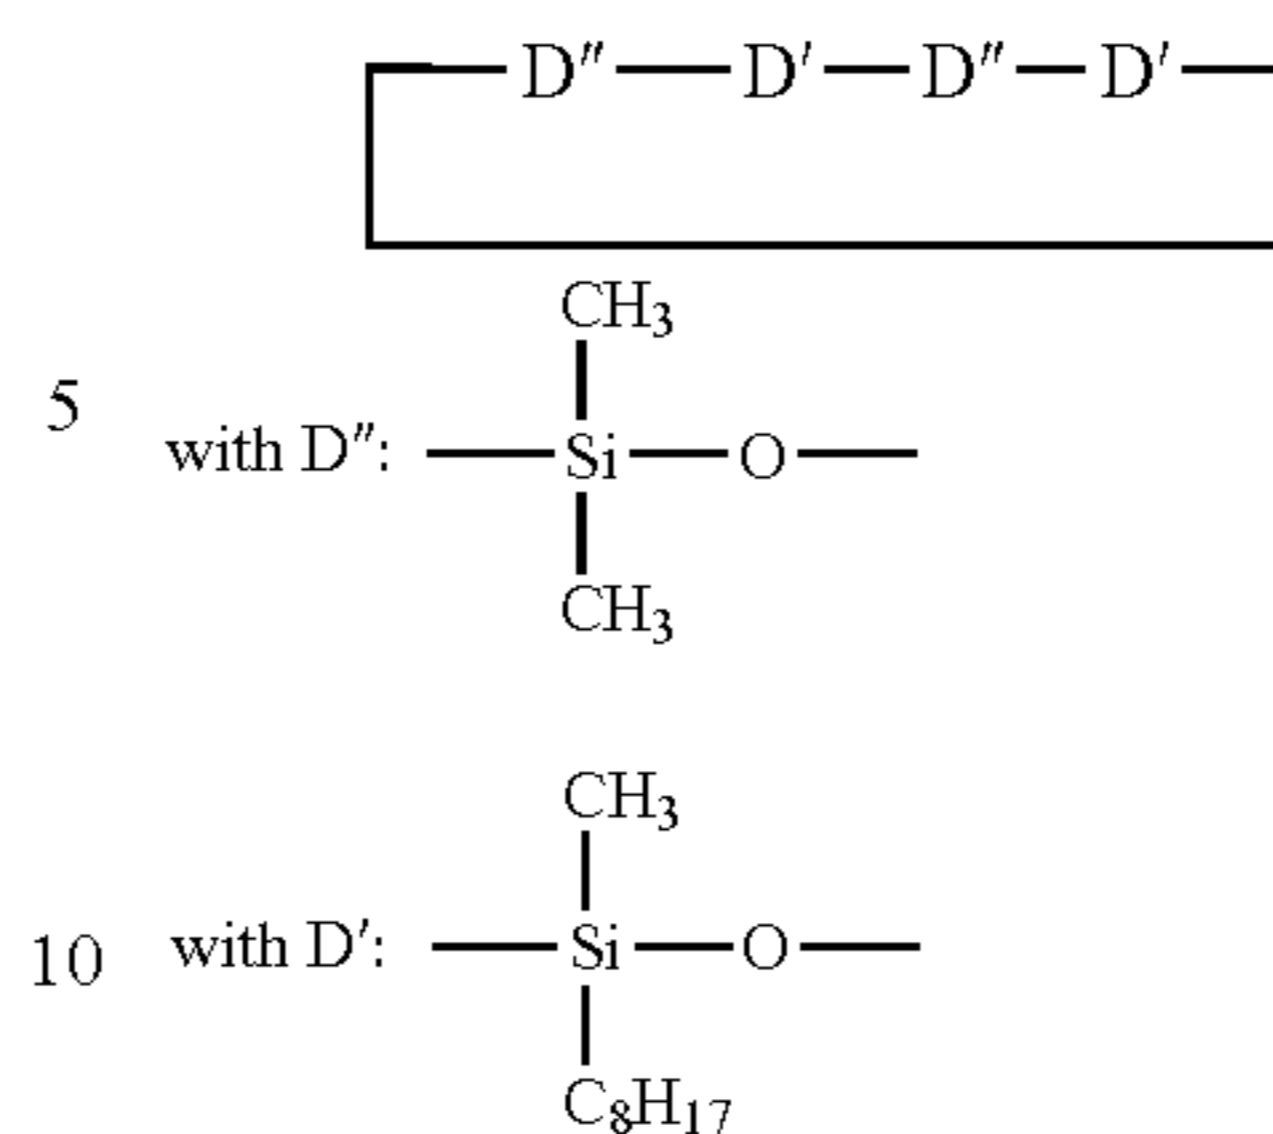 D″ D′ D″ D′
CH3
5 with D″: Si O
CH3
CH3
10 with D′: Si O
C8H17